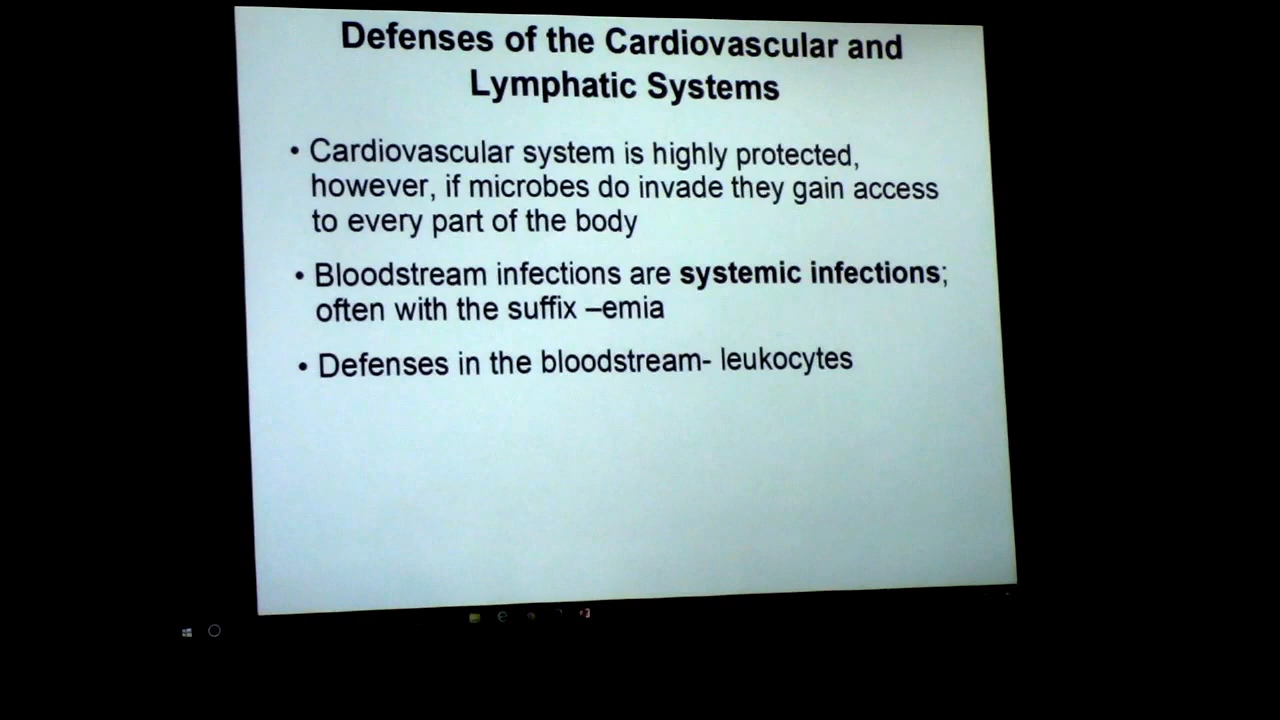 Defenses of the Cardiovascular and
Lymphatic Systems
• Cardiovascular system is highly protected,
however, if microbes do invade they gain access
to every part of the body
• Bloodstream infections are systemic infections;
often with the suffix –emia
• Defenses in the bloodstream- leukocytes